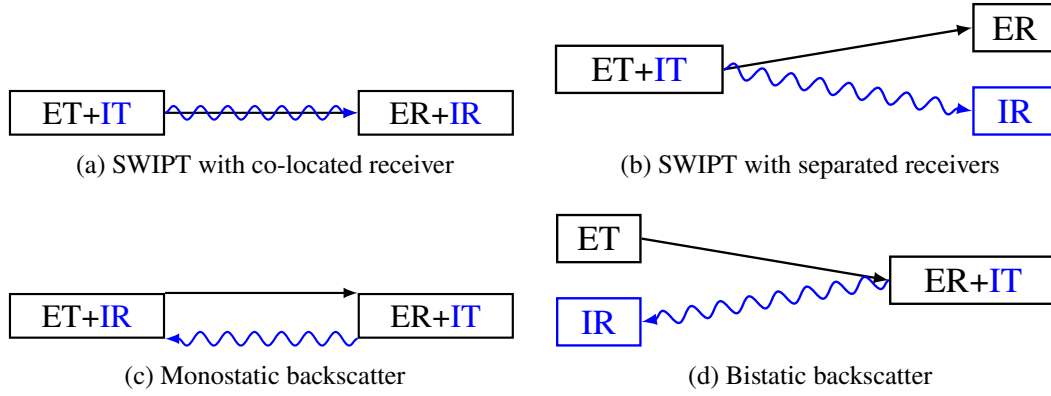 ET+IT
ER+IR
(a) SWIPT with co-located receiver
ET+IT
ER
IR
(b) SWIPT with separated receivers
ET+IR
ER+IT
(c) Monostatic backscatter
ET
IR
ER+IT
(d) Bistatic backscatter